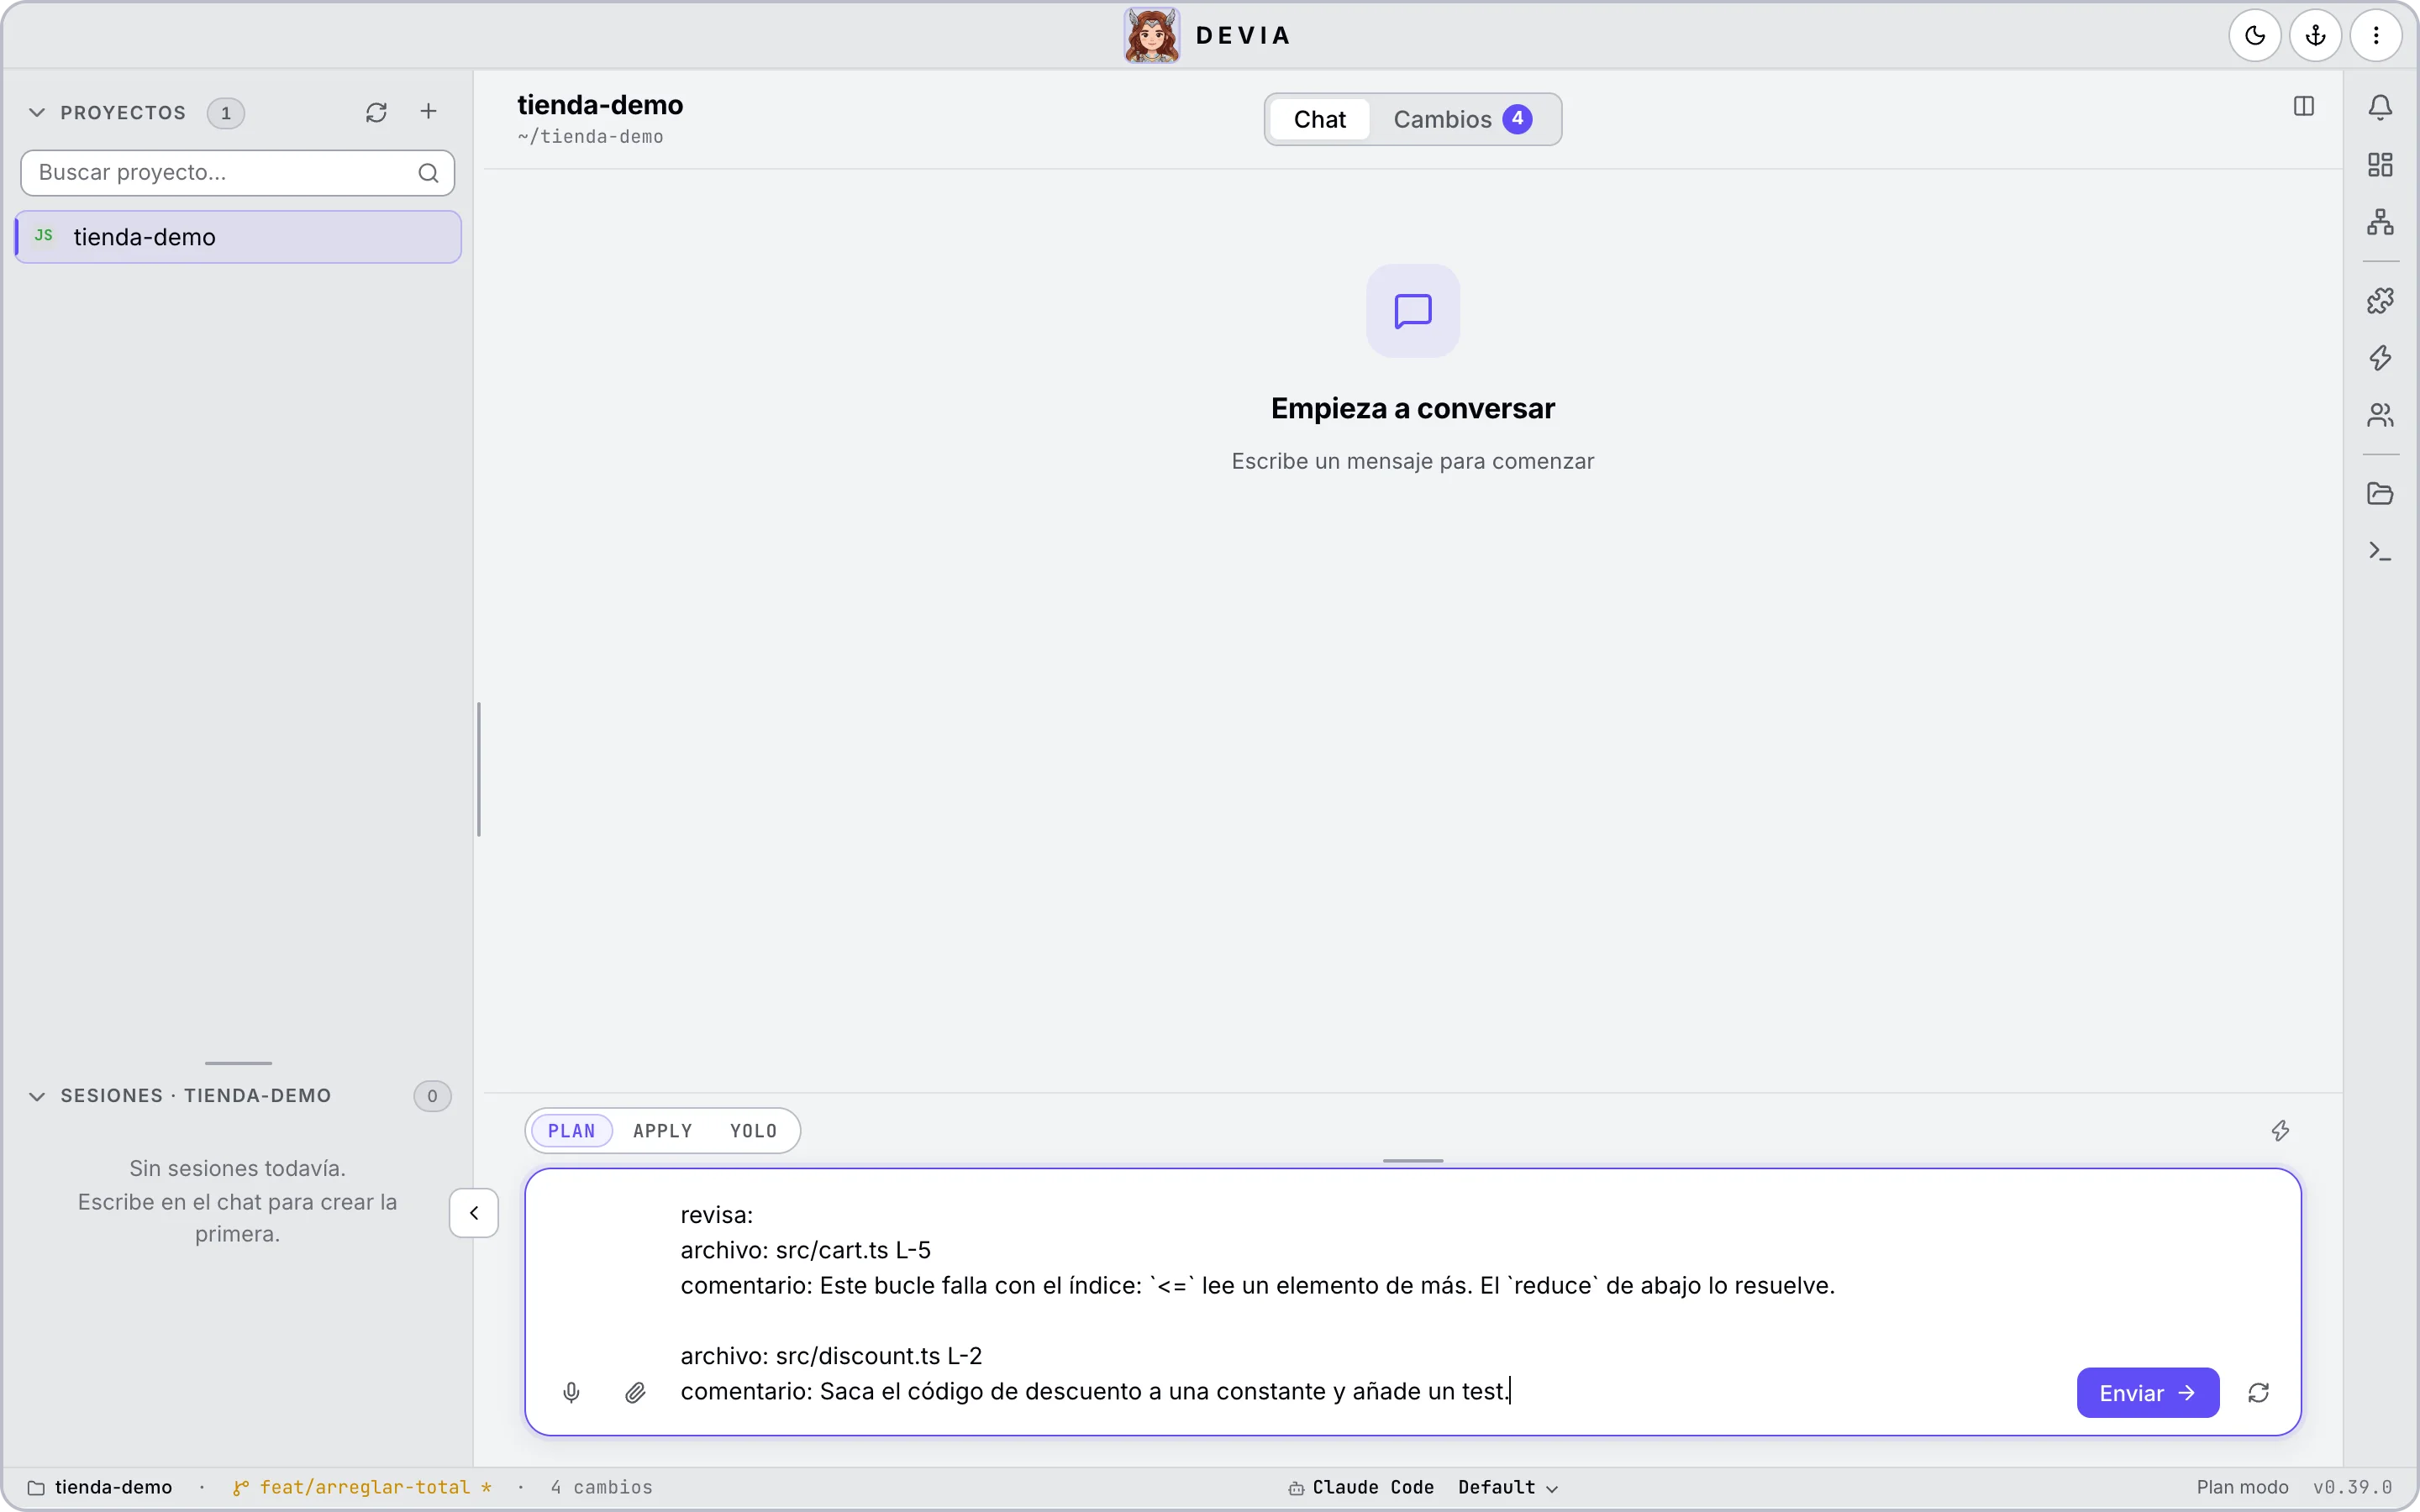 DEVIA
PROYECTOS 1
Buscar proyecto...
JS tienda-demo
tienda-demo
~/tienda-demo
Chat Cambios 4
Empieza a conversar
Escribe un mensaje para comenzar
SESIONES · TIENDA-DEMO 0
Sin sesiones todavía.
Escribe en el chat para crear la
primera.
PLAN APPLY YOLO
revisa:
archivo: src/cart.ts L-5
comentario: Este bucle falla con el índice: `<=` lee un elemento de más. El `reduce` de abajo lo resuelve.
archivo: src/discount.ts L-2
comentario: Saca el código de descuento a una constante y añade un test.
Enviar →
tienda-demo · feat/arreglar-total * · 4 cambios
Claude Code Default
Plan modo v0.39.0